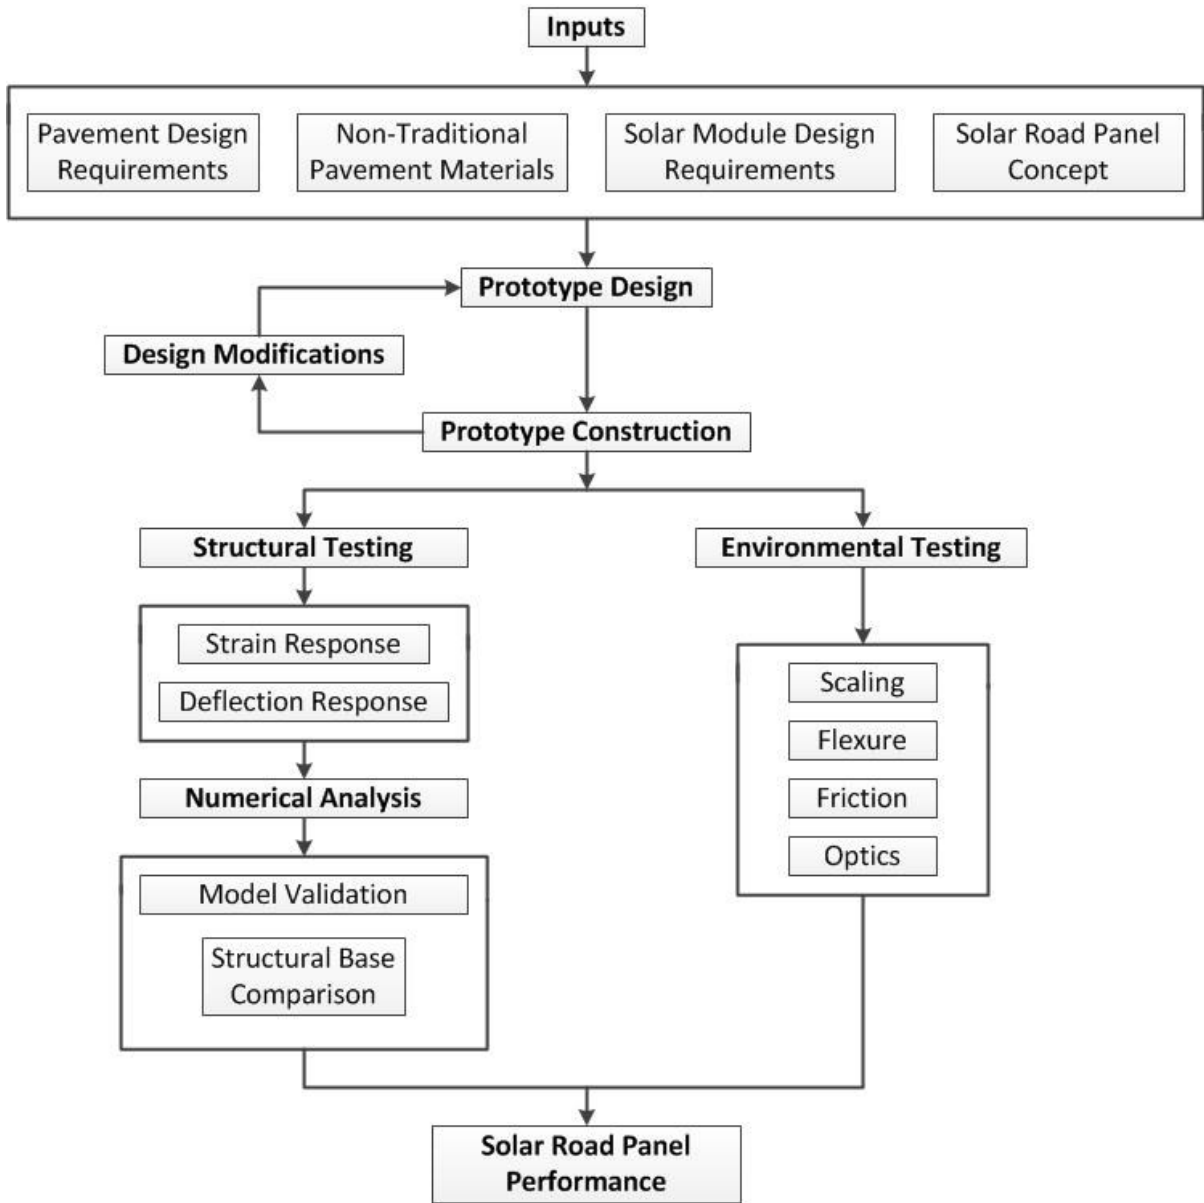 Inputs
Pavement Design
Requirements
Non-Traditional
Pavement Materials
Solar Module Design
Requirements
Solar Road Panel
Concept
Prototype Design
Design Modifications
Prototype Construction
Structural Testing
Environmental Testing
Strain Response
Deflection Response
Numerical Analysis
Model Validation
Structural Base
Comparison
Scaling
Flexure
Friction
Optics
Solar Road Panel
Performance